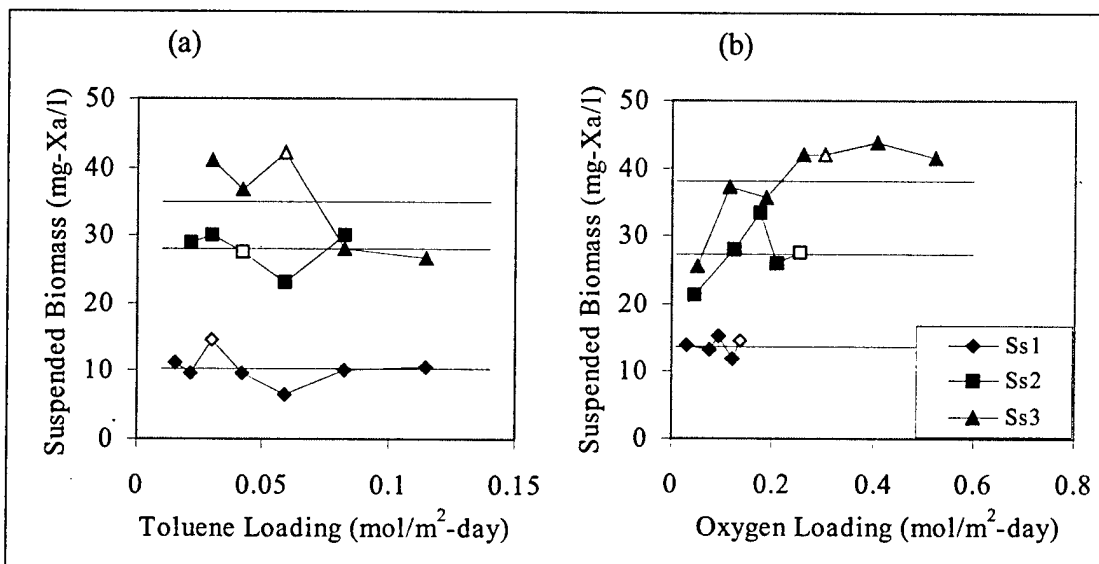 (a)
(b)
Suspended Biomass (mg-Xa/l)
50
40
30
20
10
0
0
0.05
0.1
0.15
Toluene Loading (mol/m²-day)
Suspended Biomass (mg-Xa/l)
50
40
30
20
10
0
0
0.2
0.4
0.6
0.8
Oxygen Loading (mol/m²-day)
Ss1
Ss2
Ss3